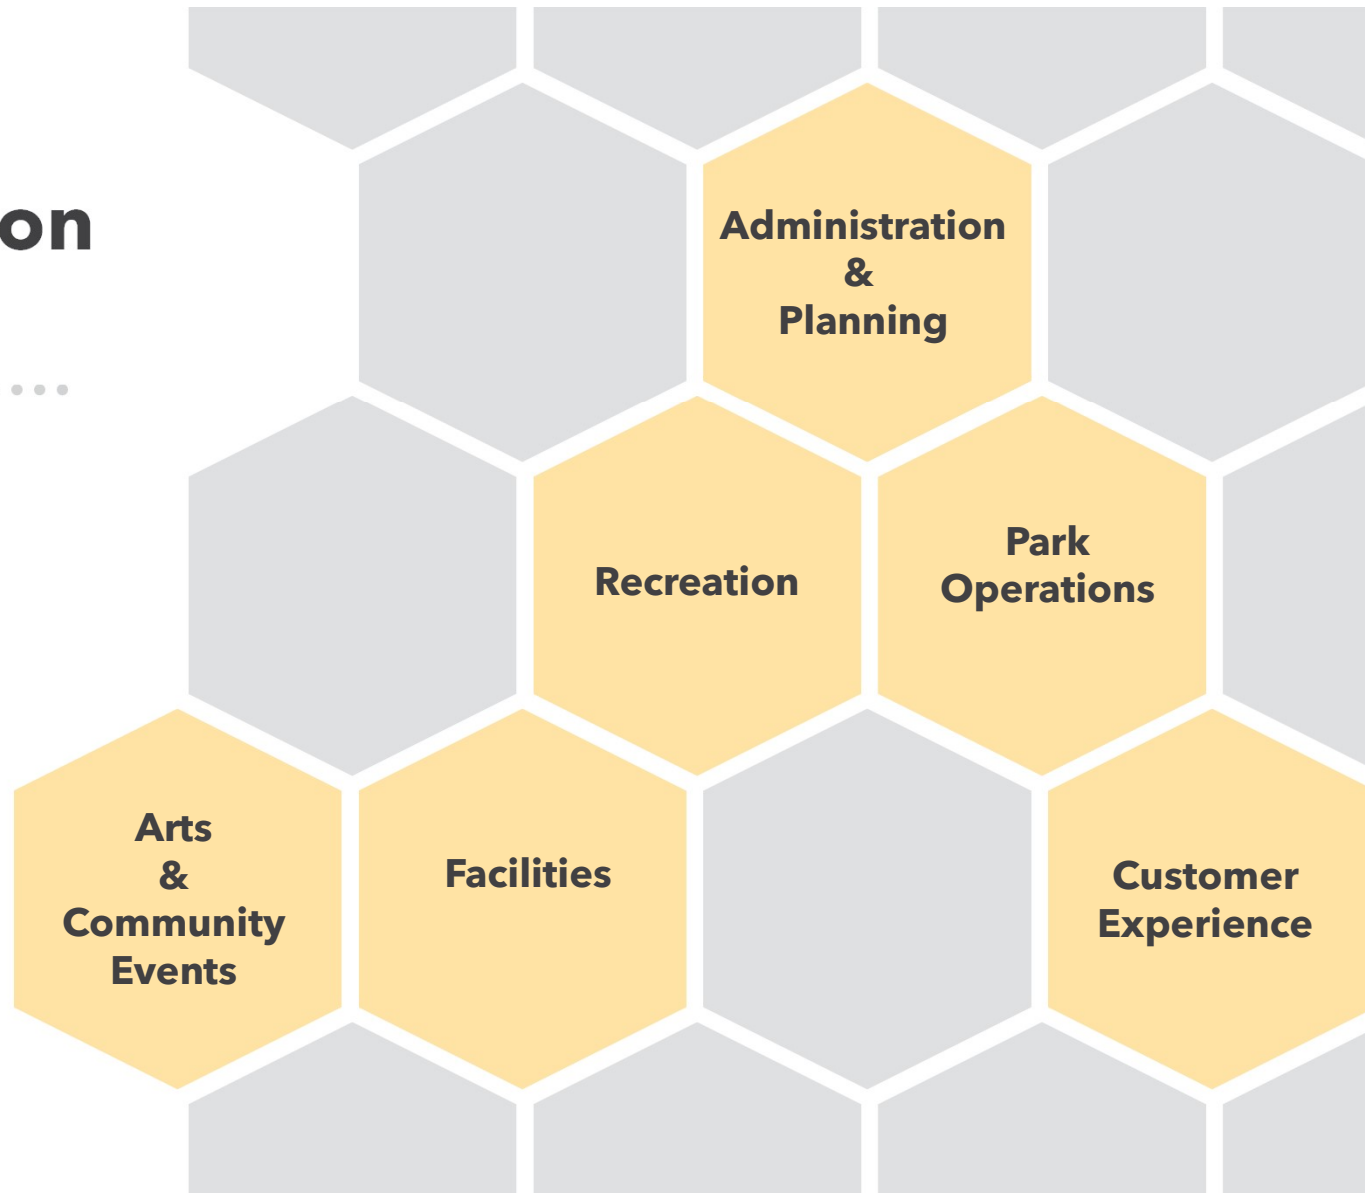 on
Administration
&
Planning
Recreation
Park
Operations
Arts
&
Community
Events
Facilities
Customer
Experience